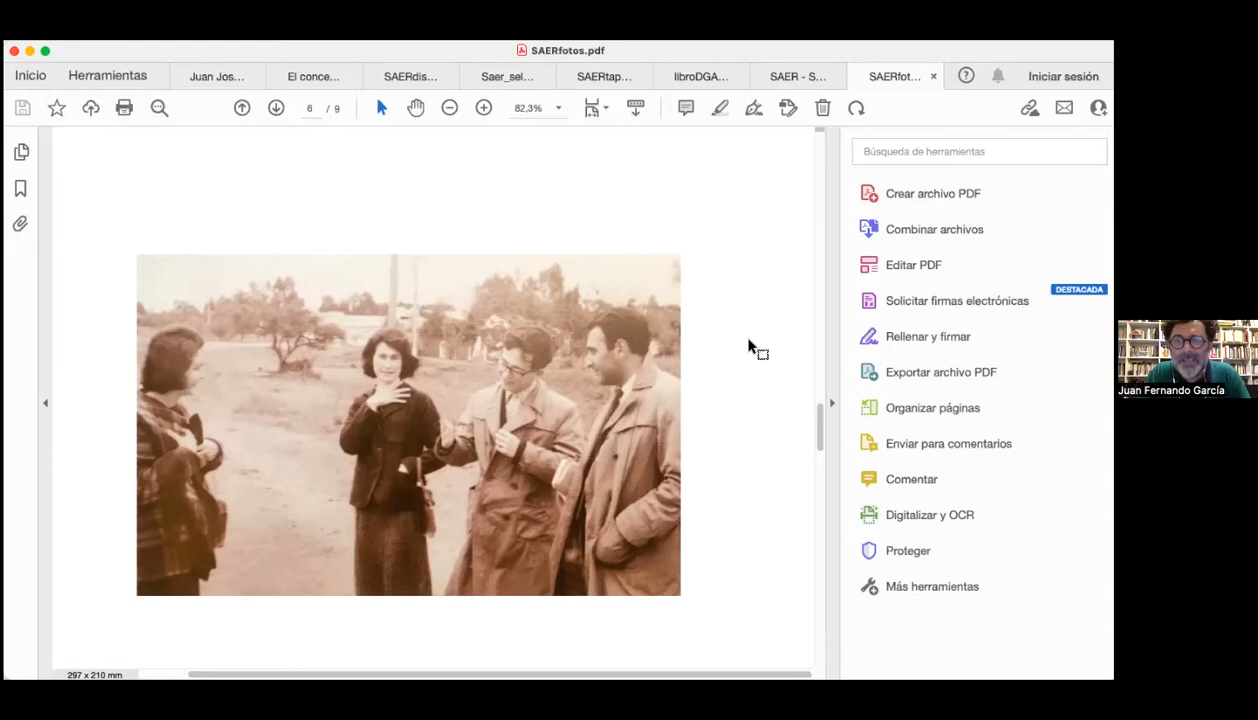 SAERfotos.pdf
Inicio Herramientas Juan Jos... El conce... SAERdis... Saer_sel... SAERtap... libroDGA... SAER - S... SAERfot... × Iniciar sesión
6 / 9 82,3%
Búsqueda de herramientas
Crear archivo PDF
Combinar archivos
Editar PDF
DESTACADA
Solicitar firmas electrónicas
Rellenar y firmar
Exportar archivo PDF
Organizar páginas
Enviar para comentarios
Comentar
Digitalizar y OCR
Proteger
Más herramientas
297 x 210 mm
Juan Fernando García